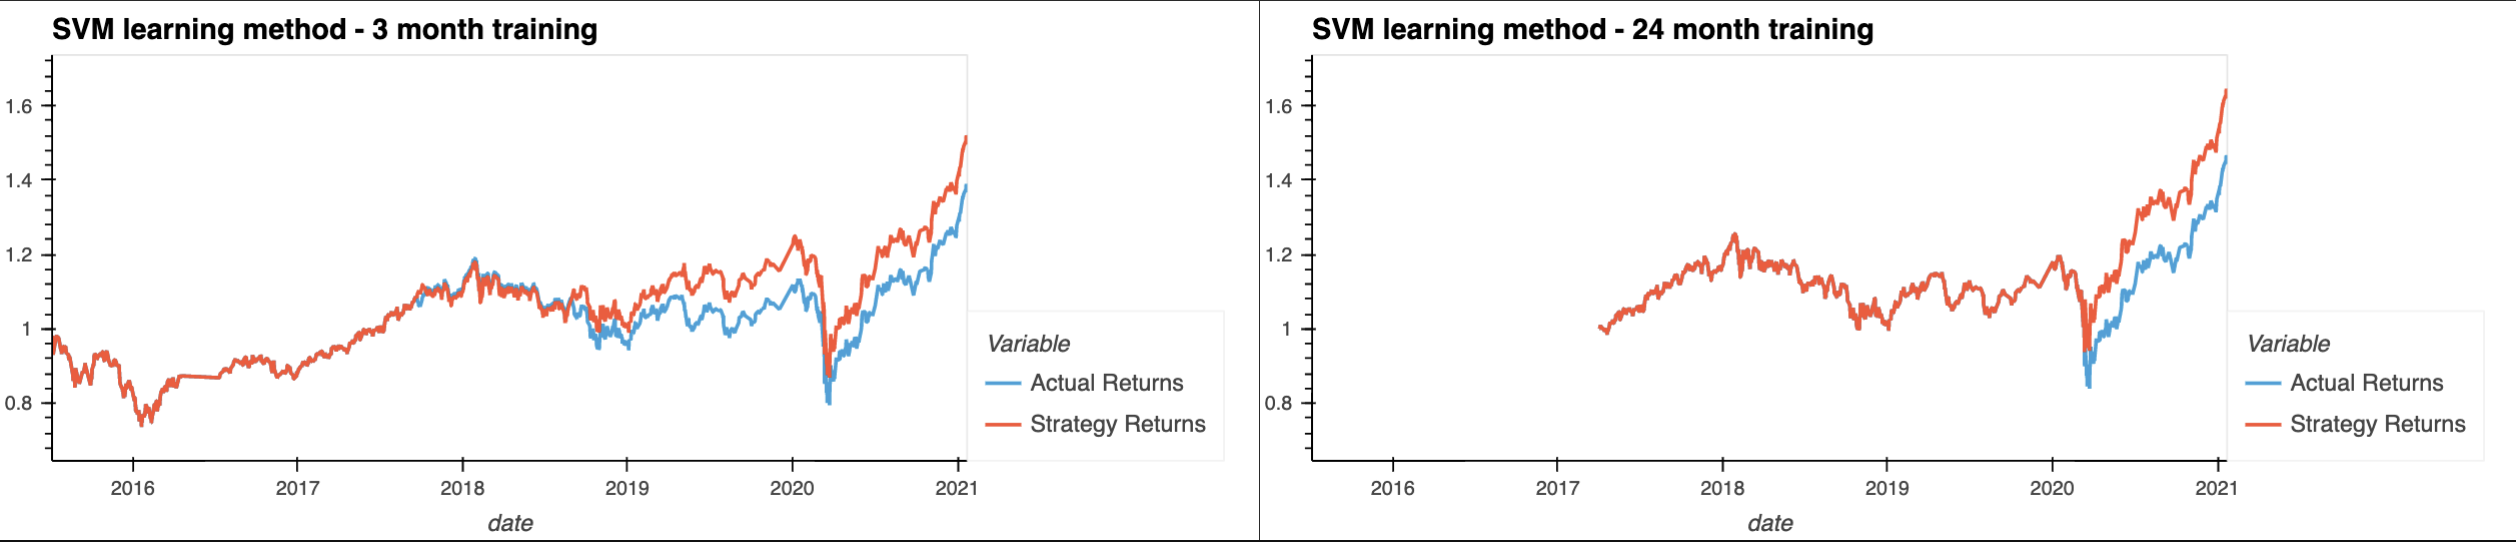 SVM learning method - 3 month training
1.6
1.4
1.2
1
0.8
2016 2017 2018 2019 2020 2021
date
Variable
Actual Returns
Strategy Returns
SVM learning method - 24 month training
1.6
1.4
1.2
1
0.8
2016 2017 2018 2019 2020 2021
date
Variable
Actual Returns
Strategy Returns